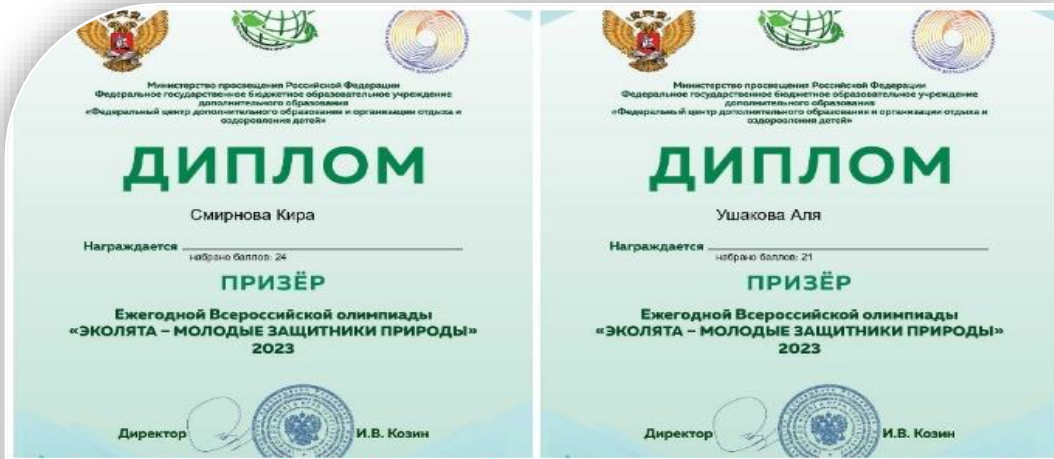 Министерство просвещения Российской Федерации
Федеральное государственное бюджетное образовательное учреждение
дополнительного образования
«Федеральный центр дополнительного образования и организации отдыха и
оздоровления детей»
ДИПЛОМ
Смирнова Кира
Награждается
набрано баллов: 24
ПРИЗЁР
Ежегодной Всероссийской олимпиады
«ЭКОЛЯТА – МОЛОДЫЕ ЗАЩИТНИКИ ПРИРОДЫ»
2023
Директор И.В. Козин
Министерство просвещения Российской Федерации
Федеральное государственное бюджетное образовательное учреждение
дополнительного образования
«Федеральный центр дополнительного образования и организации отдыха и
оздоровления детей»
ДИПЛОМ
Ушакова Аля
Награждается
набрано баллов: 21
ПРИЗЁР
Ежегодной Всероссийской олимпиады
«ЭКОЛЯТА – МОЛОДЫЕ ЗАЩИТНИКИ ПРИРОДЫ»
2023
Директор И.В. Козин